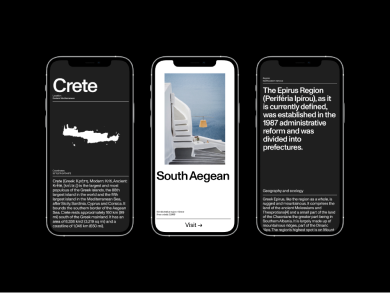 Crete
Crete (Greek: Κρήτη, Modern: Kríti, Ancient:
Krḗtē, [krɛ̌ːtɛː]) is the largest and most
populous of the Greek islands, the 88th
largest island in the world and the fifth
largest island in the Mediterranean Sea,
after Sicily, Sardinia, Cyprus, and Corsica. It
bounds the southern border of the Aegean
Sea. Crete rests approximately 160 km (99
mi) south of the Greek mainland. It has an
area of 8,336 km2 (3,219 sq mi) and a
coastline of 1,046 km (650 mi).
South Aegean
Visit →
The Epirus Region
(Periféria Ipírou), as it
is currently defined,
was established in the
1987 administrative
reform and was
divided into
prefectures.
Geography and ecology
Greek Epirus, like the region as a whole, is
rugged and mountainous. It comprises the
land of the ancient Molossians and
Thesprotians[4] and a small part of the land
of the Chaonians the greater part being in
Southern Albania. It is largely made up of
mountainous ridges, part of the Dinaric
Alps. The region's highest spot is on Mount